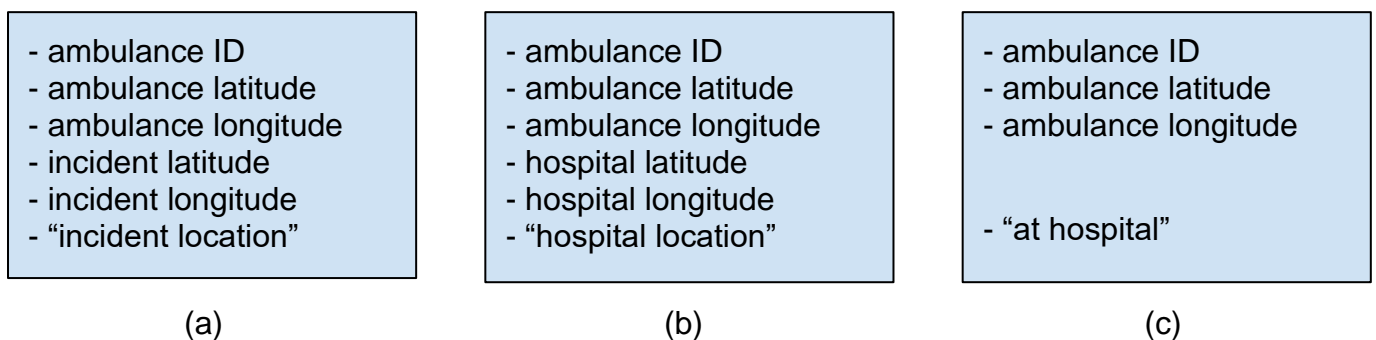 - ambulance ID
- ambulance latitude
- ambulance longitude
- incident latitude
- incident longitude
- “incident location”
(a)
- ambulance ID
- ambulance latitude
- ambulance longitude
- hospital latitude
- hospital longitude
- “hospital location”
(b)
- ambulance ID
- ambulance latitude
- ambulance longitude
- “at hospital”
(c)